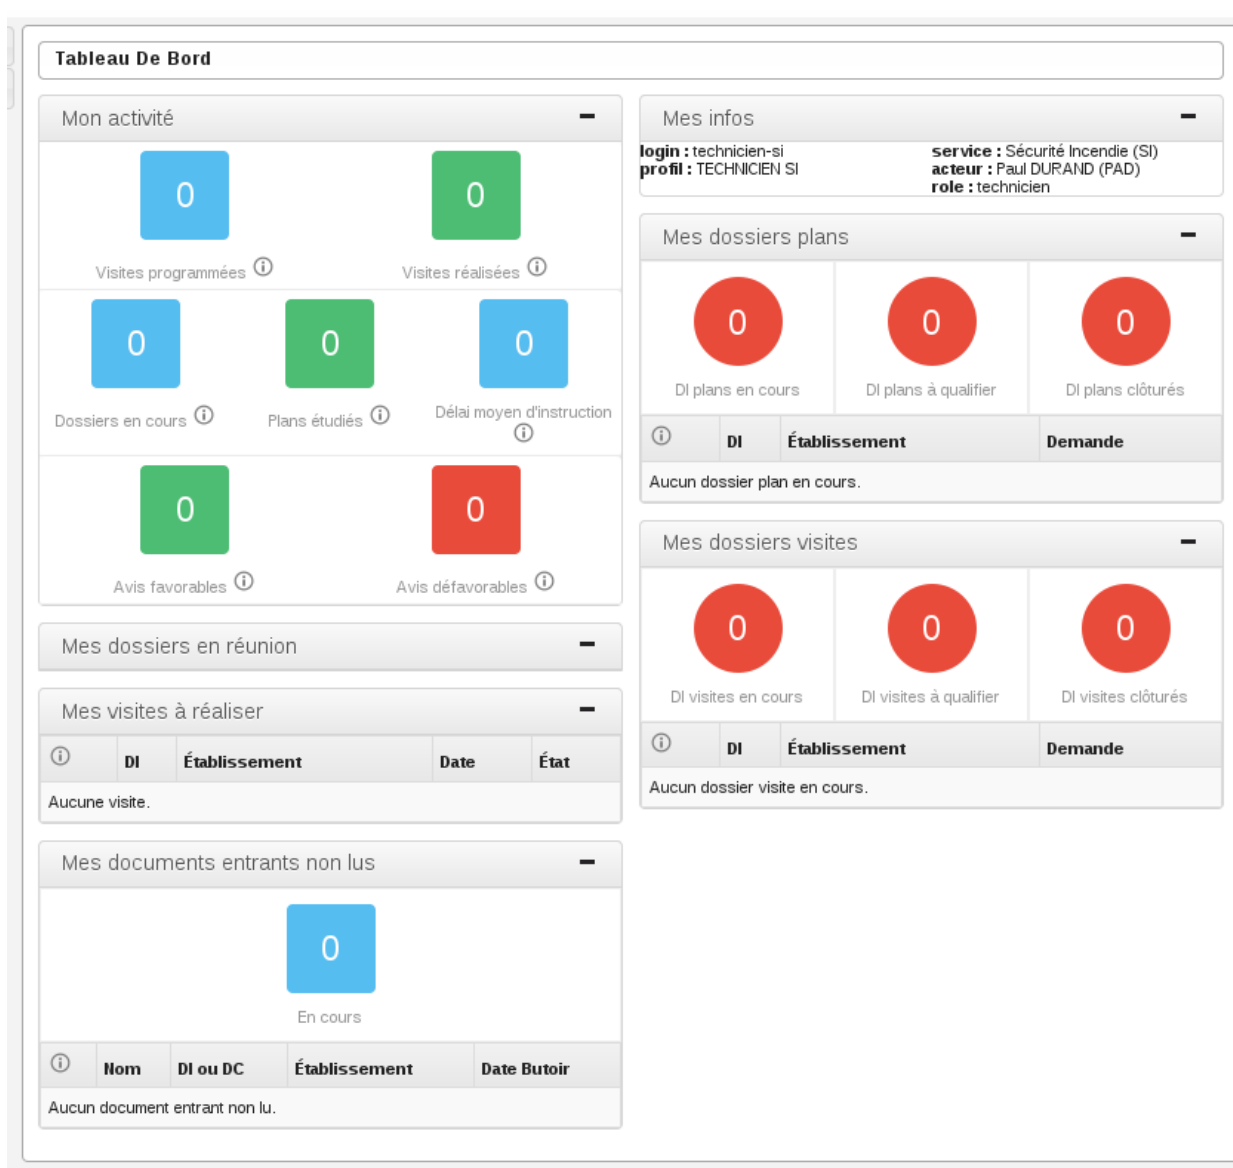 Tableau De Bord
Mon activité
0
0
Visites programmées
Visites réalisées
0
0
0
Dossiers en cours
Plans étudiés
Délai moyen d'instruction
0
0
Avis favorables
Avis défavorables
Mes dossiers en réunion
Mes visites à réaliser
DI Établissement Date État
Aucune visite.
Mes documents entrants non lus
0
En cours
Nom DI ou DC Établissement Date Butoir
Aucun document entrant non lu.
Mes infos
login : technicien-si
profil : TECHNICIEN SI
service : Sécurité Incendie (SI)
acteur : Paul DURAND (PAD)
role : technicien
Mes dossiers plans
0
0
0
DI plans en cours
DI plans à qualifier
DI plans clôturés
DI Établissement Demande
Aucun dossier plan en cours.
Mes dossiers visites
0
0
0
DI visites en cours
DI visites à qualifier
DI visites clôturés
DI Établissement Demande
Aucun dossier visite en cours.